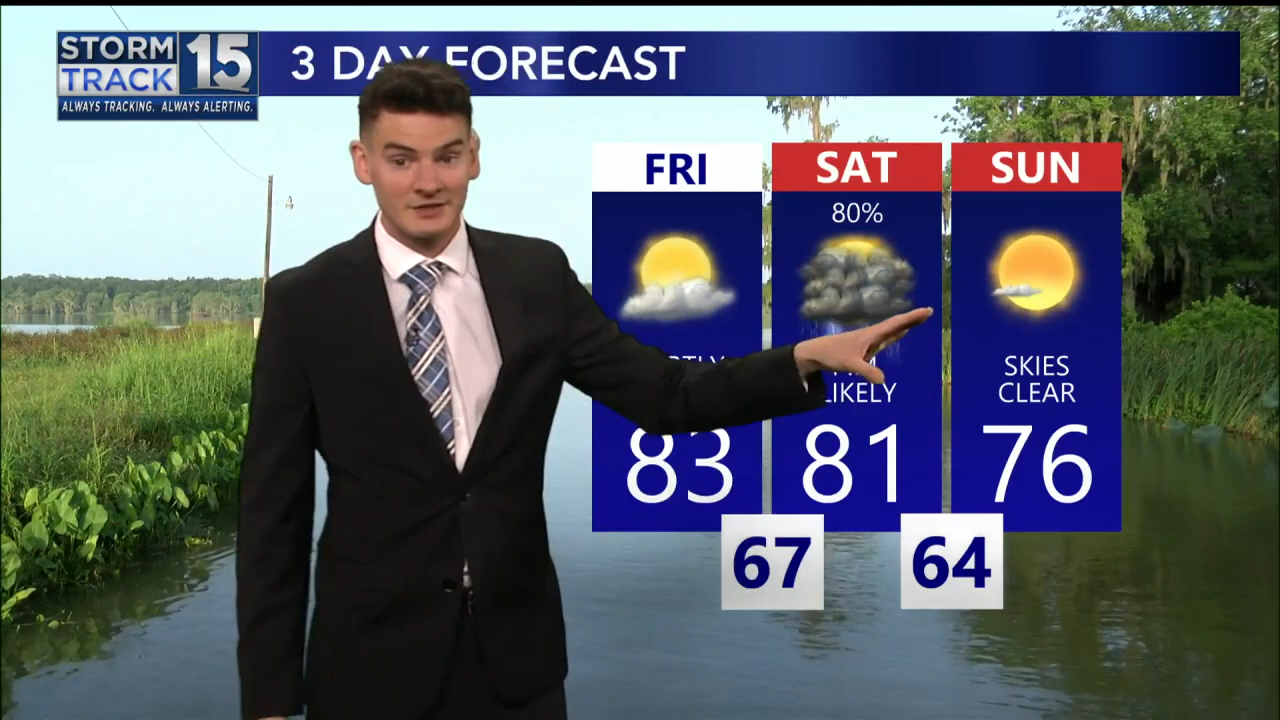 STORM
TRACK
15
ALWAYS TRACKING. ALWAYS ALERTING.
3 DAY FORECAST
FRI
83
SAT
80%
LIKELY
81
SUN
SKIES
CLEAR
76
67
64